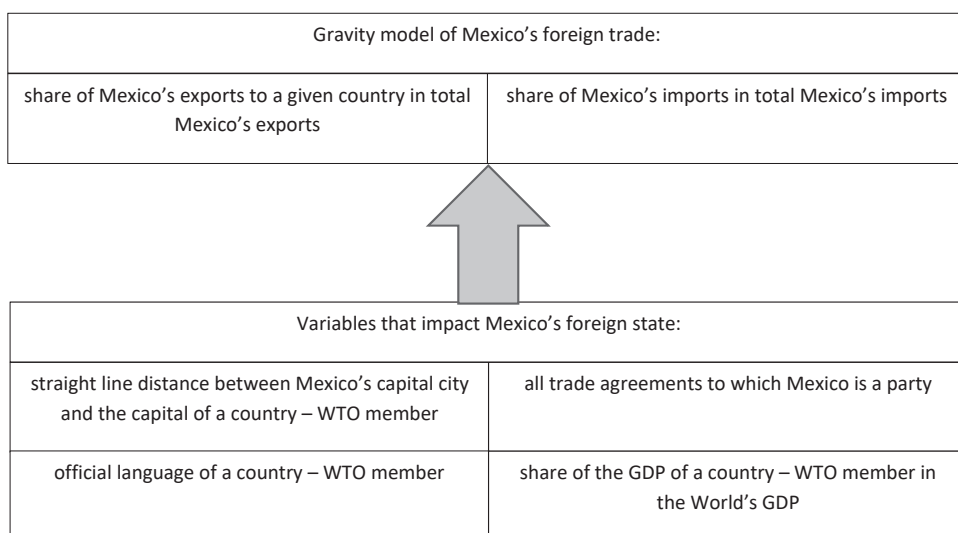 Gravity model of Mexico’s foreign trade:
share of Mexico’s exports to a given country in total
Mexico’s exports
share of Mexico’s imports in total Mexico’s imports
Variables that impact Mexico’s foreign state:
straight line distance between Mexico’s capital city
and the capital of a country – WTO member
all trade agreements to which Mexico is a party
official language of a country – WTO member
share of the GDP of a country – WTO member in
the World’s GDP